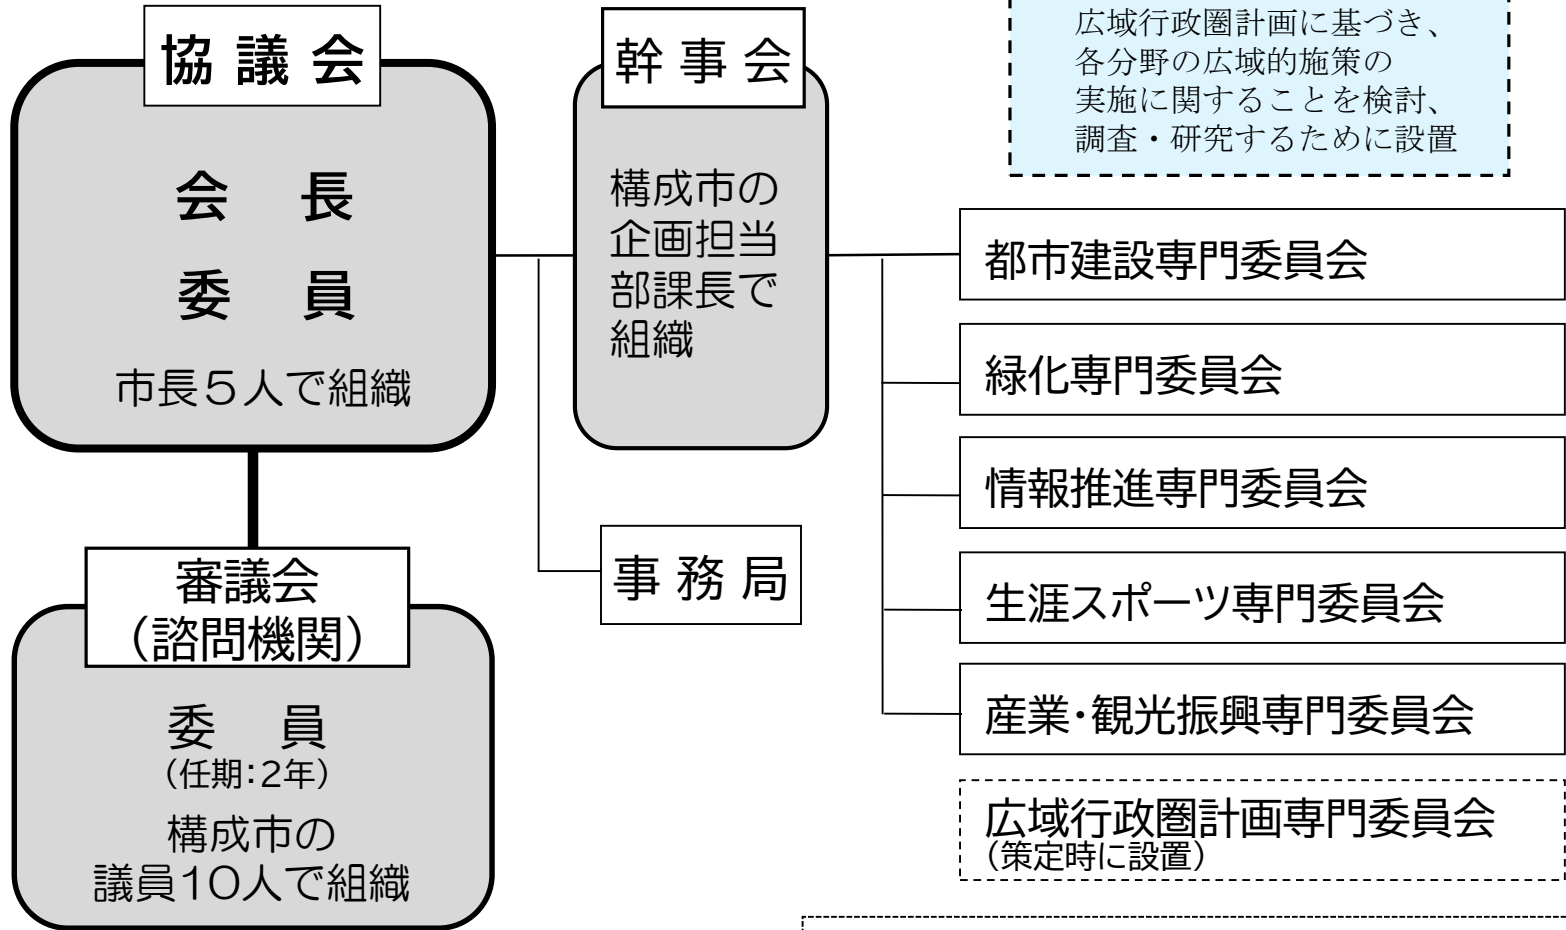 協 議 会
会 長
委 員
市長５人で組織
審議会
（諮問機関）
委 員
（任期：２年）
構成市の
議員１０人で組織
幹 事 会
構成市の
企画担当
部課長で
組織
事 務 局
広域行政圏計画に基づき、
各分野の広域的施策の
実施に関することを検討、
調査・研究するために設置
都市建設専門委員会
緑化専門委員会
情報推進専門委員会
生涯スポーツ専門委員会
産業・観光振興専門委員会
広域行政圏計画専門委員会
（策定時に設置）